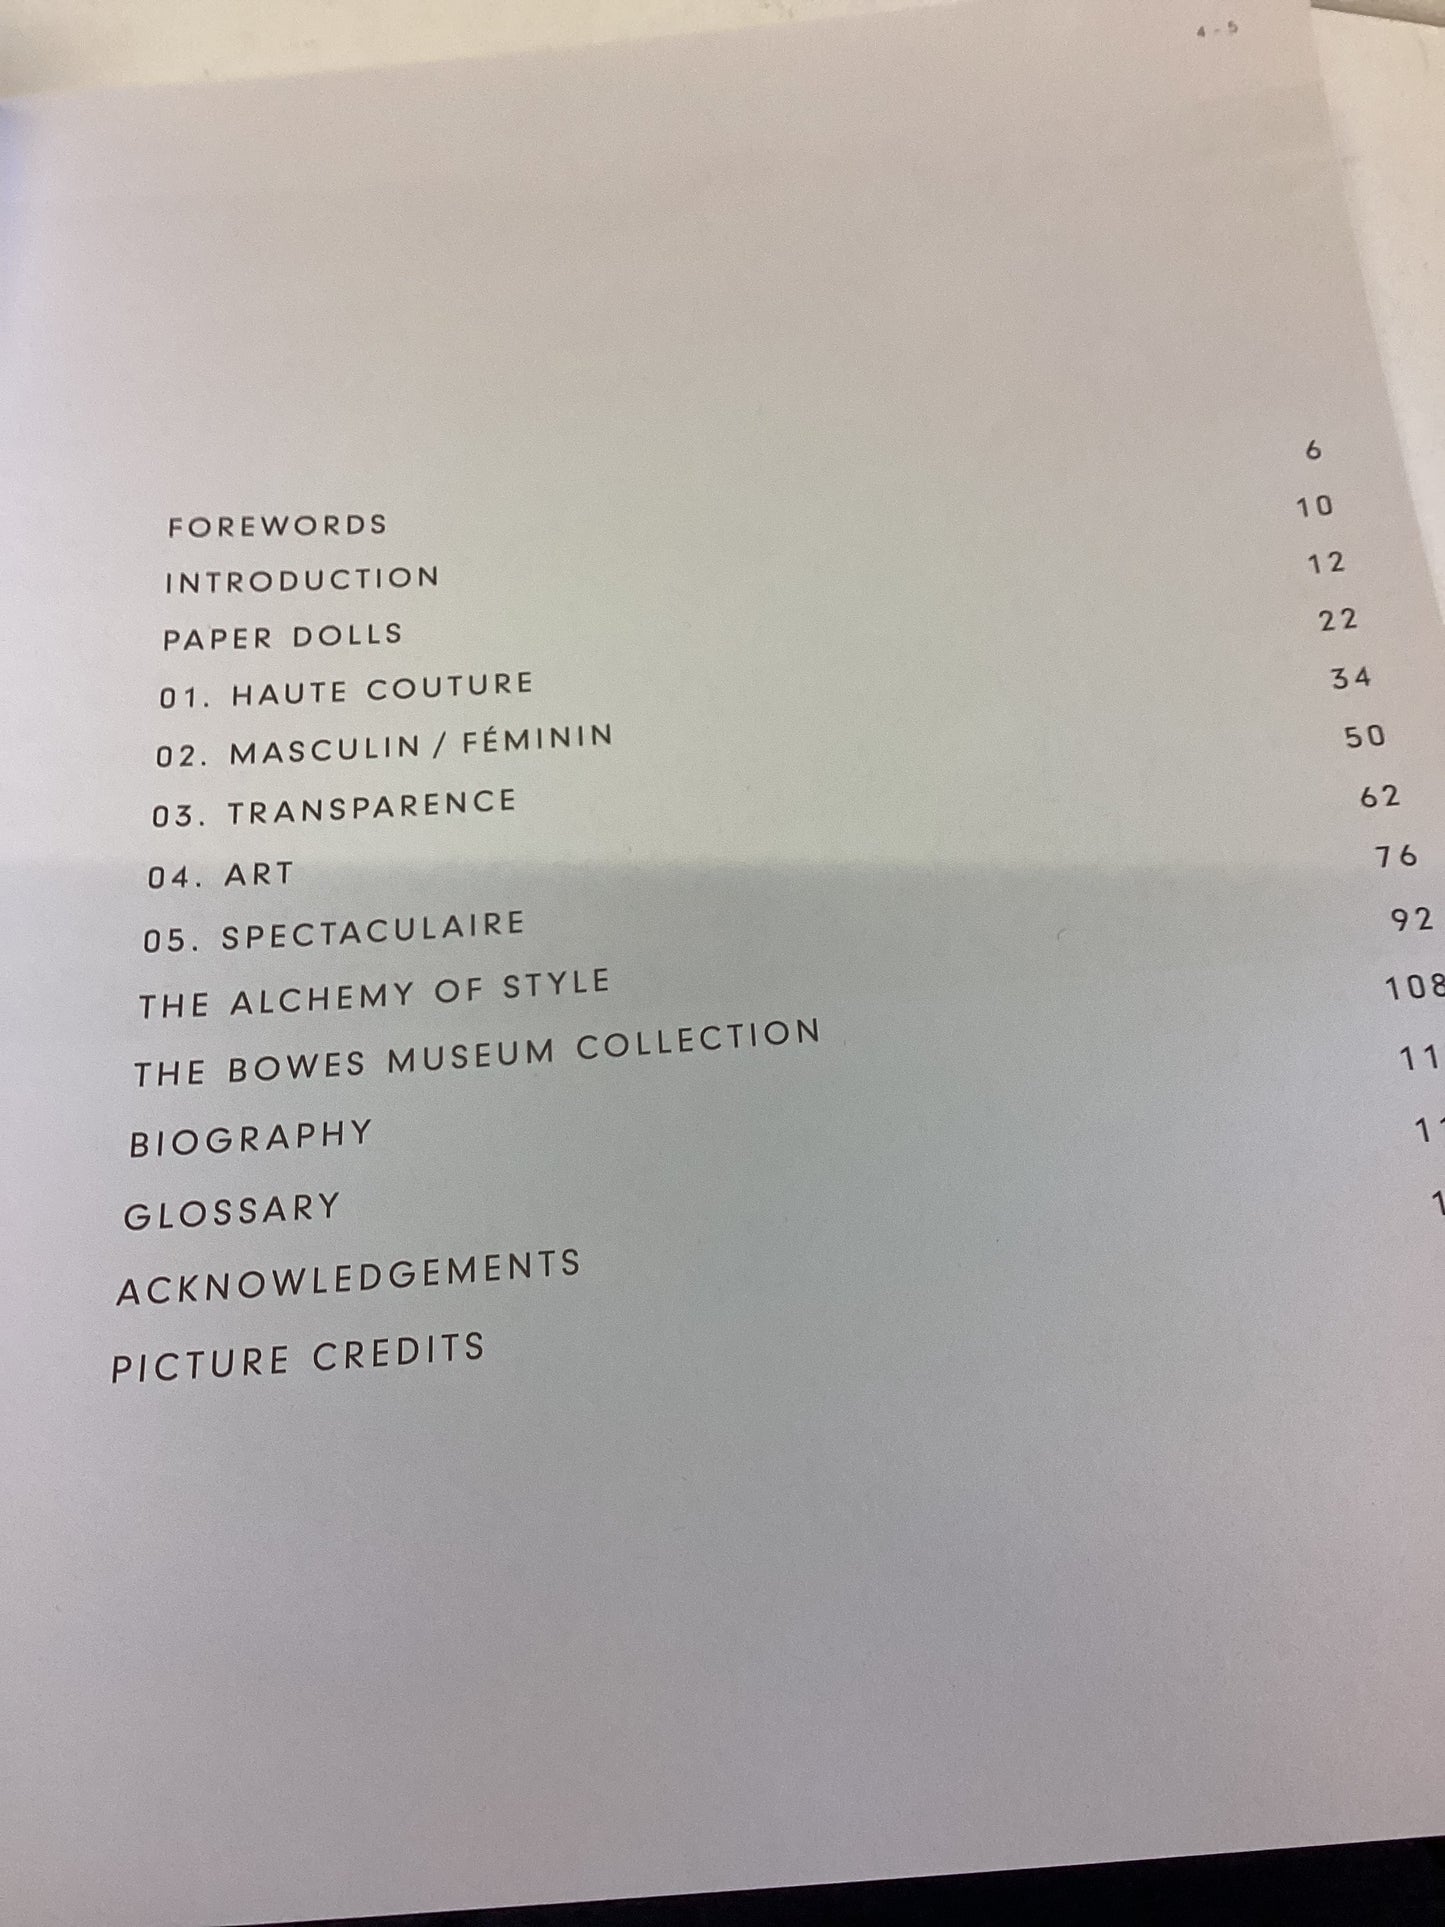 4 - 5
FOREWORDS 6
INTRODUCTION 10
PAPER DOLLS 12
01. HAUTE COUTURE 22
02. MASCULIN / FÉMININ 34
03. TRANSPARENCE 50
04. ART 62
05. SPECTACULAIRE 76
THE ALCHEMY OF STYLE 92
THE BOWES MUSEUM COLLECTION 108
BIOGRAPHY
GLOSSARY
ACKNOWLEDGEMENTS
PICTURE CREDITS